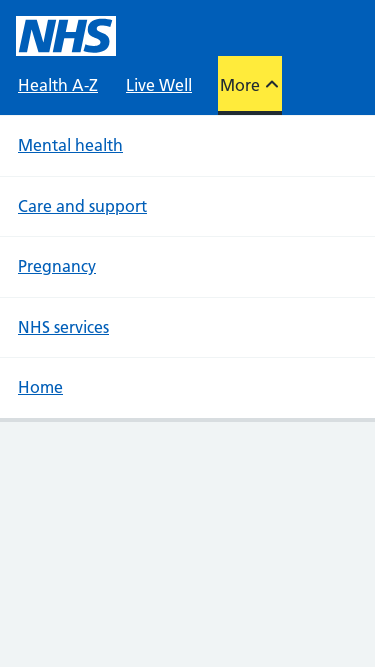 NHS
Health A-Z Live Well More
Mental health
Care and support
Pregnancy
NHS services
Home